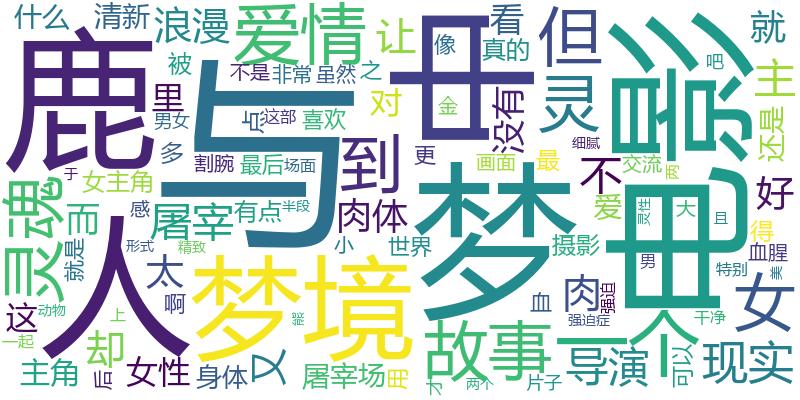 什么
清新
浪漫
爱情
让
中
看
但
就
像
真的
鹿
被
不是
非常
虽然
之
电影
吧
里
与
点
这部
喜欢
对
金
没有
灵
主
男女
细腻
还是
多
割腕
最后
场面
到
更
画面
最
不
交流
两
于
女主角
梦
爱
好
灵魂
而
感
屠宰
有点
半段
肉体
灵性
大
且
得
就是
形式
精致
小
世界
摄影
男
血腥
美
人
梦境
太
特别
这
动物
啊
血
肉
强迫
女
上
强迫症
干净
一起
却
故事
一个
主角
后
女性
身体
又
屠宰场
用
才
两个
片子
导演
可以
现实